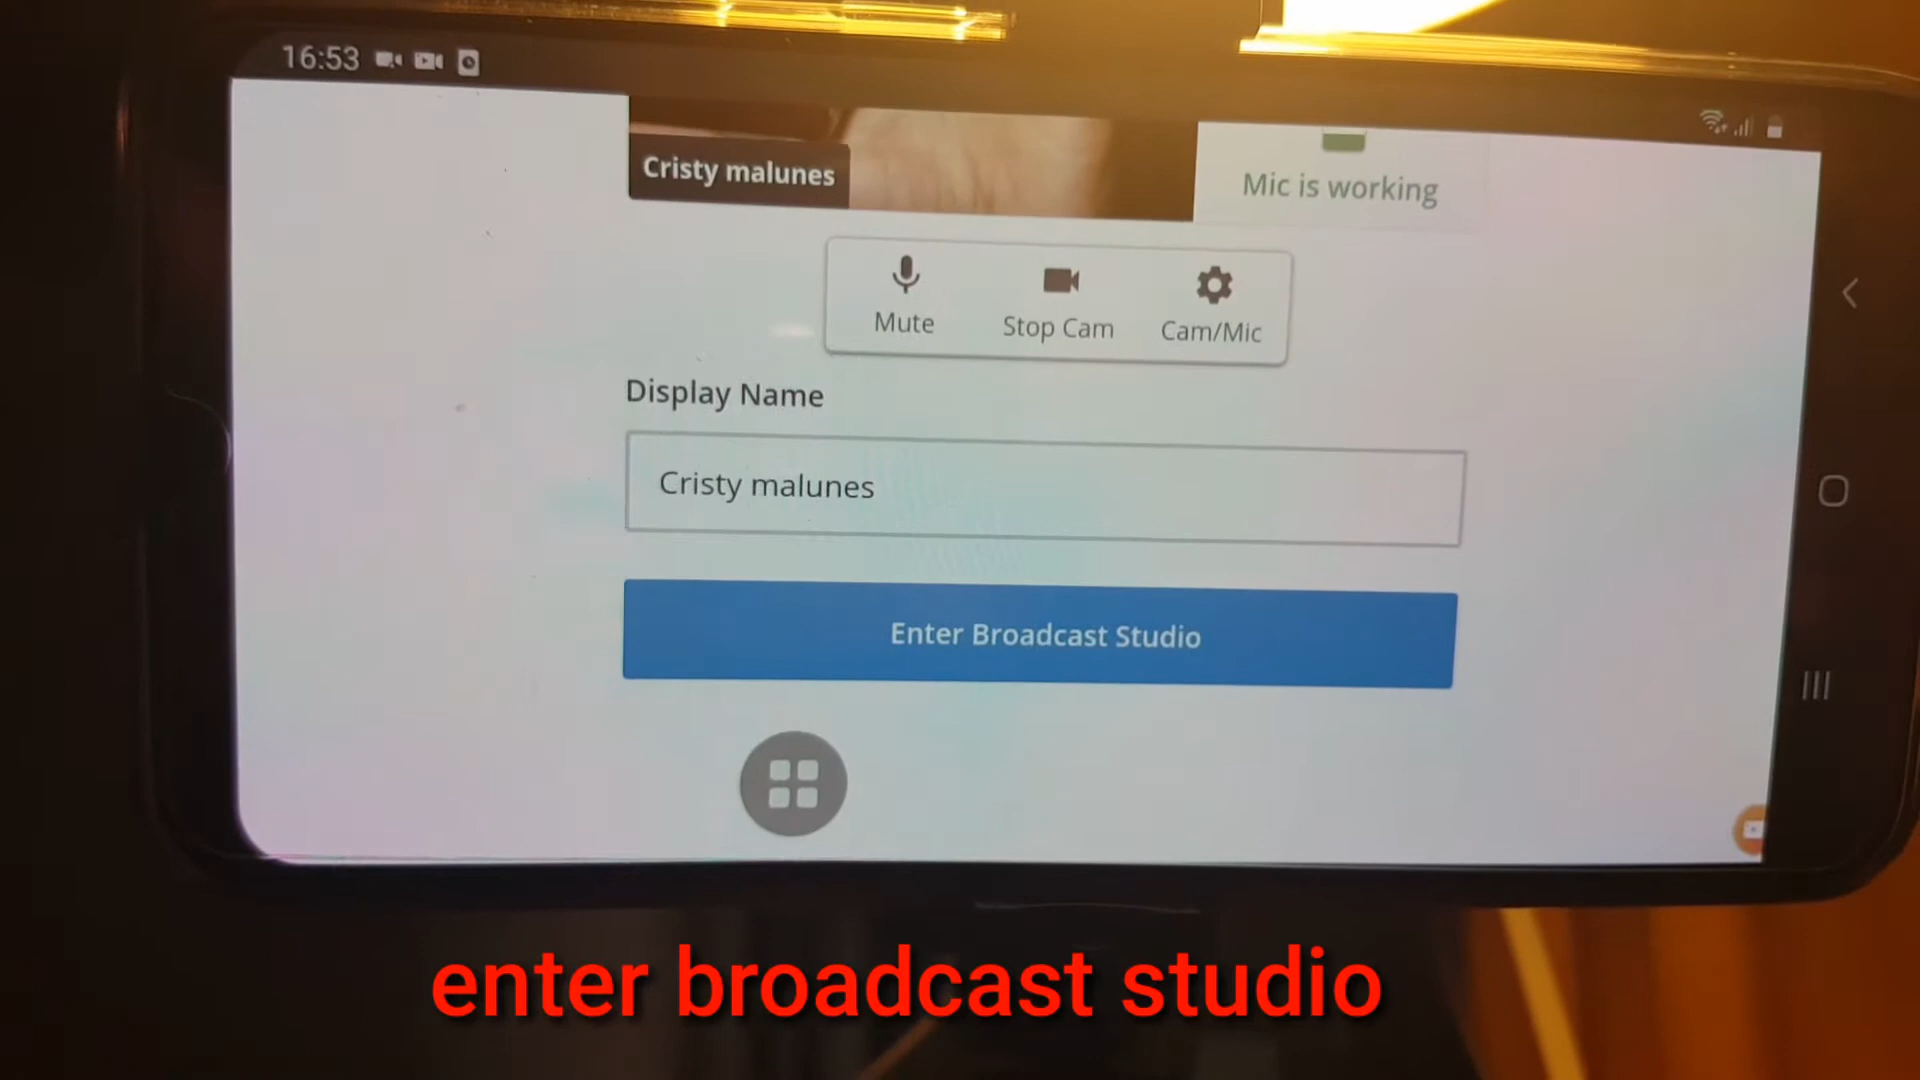 16:53
Cristy malunes
Mic is working
Mute
Stop Cam
Cam/Mic
Display Name
Cristy malunes
Enter Broadcast Studio
enter broadcast studio